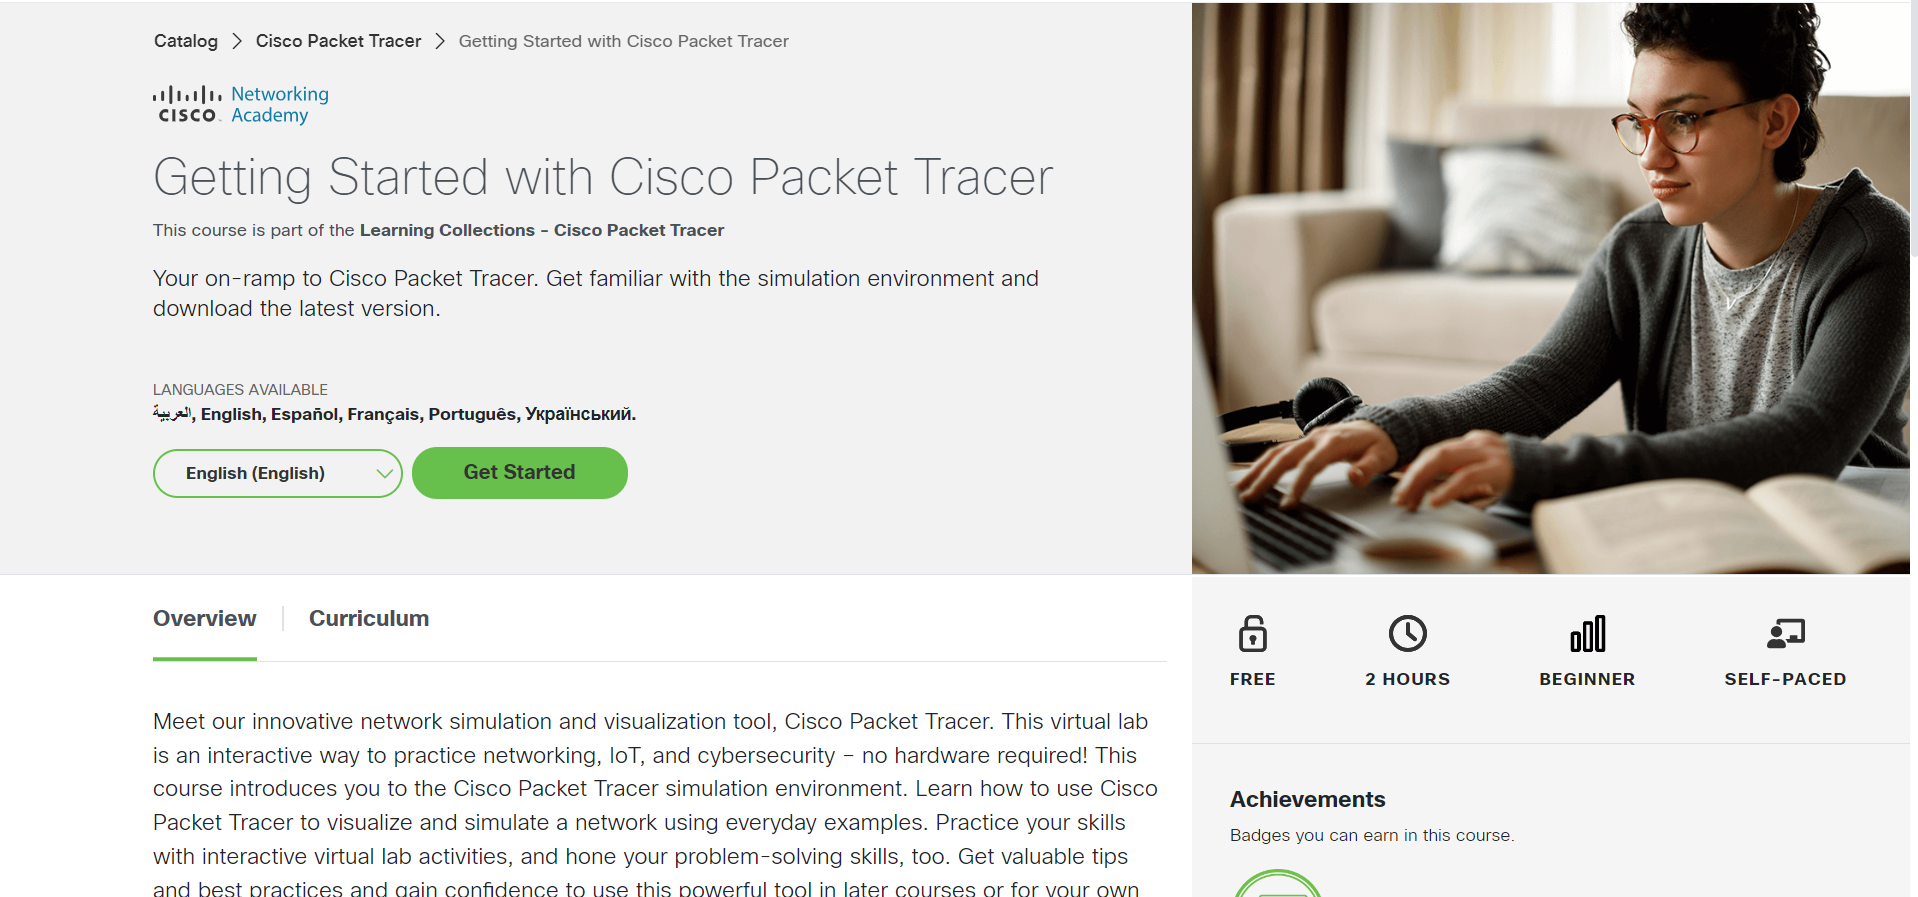 Catalog > Cisco Packet Tracer > Getting Started with Cisco Packet Tracer
CISCO Networking Academy
Getting Started with Cisco Packet Tracer
This course is part of the Learning Collections - Cisco Packet Tracer
Your on-ramp to Cisco Packet Tracer. Get familiar with the simulation environment and
download the latest version.
LANGUAGES AVAILABLE
العربية, English, Español, Français, Português, Український.
English (English)
Get Started
Overview
Curriculum
Meet our innovative network simulation and visualization tool, Cisco Packet Tracer. This virtual lab
is an interactive way to practice networking, IoT, and cybersecurity – no hardware required! This
course introduces you to the Cisco Packet Tracer simulation environment. Learn how to use Cisco
Packet Tracer to visualize and simulate a network using everyday examples. Practice your skills
with interactive virtual lab activities, and hone your problem-solving skills, too. Get valuable tips
and best practices and gain confidence to use this powerful tool in later courses or for your own
FREE
2 HOURS
BEGINNER
SELF-PACED
Achievements
Badges you can earn in this course.